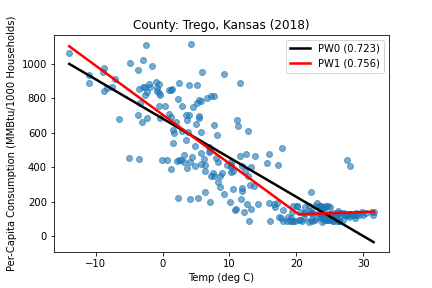 County: Trego, Kansas (2018)
Per-Capita Consumption (MMBtu/1000 Households)
1000
800
600
400
200
0
PW0 (0.723)
PW1 (0.756)
−10 0 10 20 30
Temp (deg C)